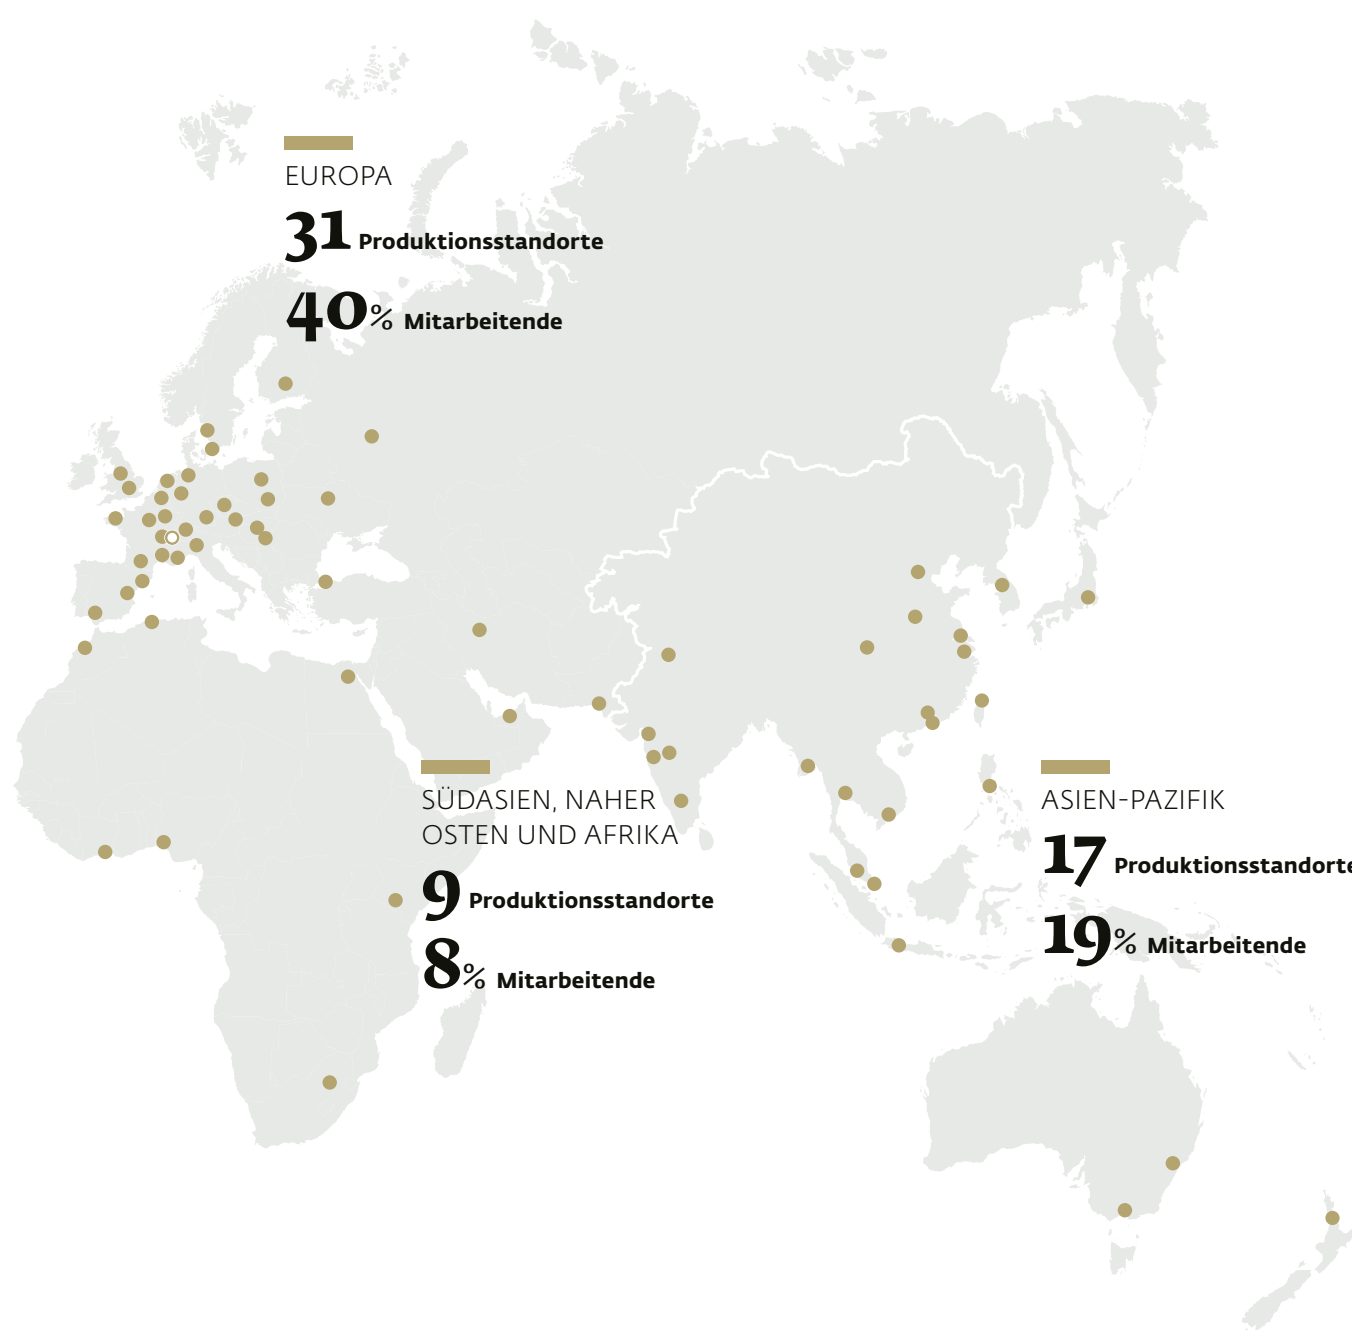 EUROPA
31 Produktionsstandorte
40% Mitarbeitende
SÜDASIEN, NAHER
OSTEN UND AFRIKA
9 Produktionsstandorte
8% Mitarbeitende
ASIEN-PAZIFIK
17 Produktionsstandorte
19% Mitarbeitende